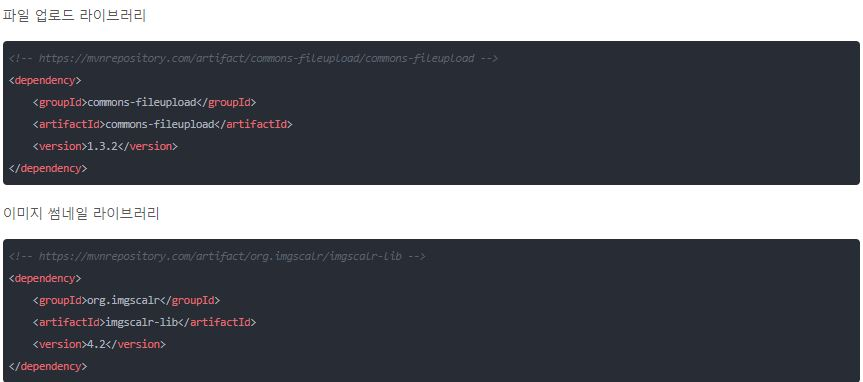 파일 업로드 라이브러리
<!-- https://mvnrepository.com/artifact/commons-fileupload/commons-fileupload -->
<dependency>
    <groupId>commons-fileupload</groupId>
    <artifactId>commons-fileupload</artifactId>
    <version>1.3.2</version>
</dependency>
이미지 썸네일 라이브러리
<!-- https://mvnrepository.com/artifact/org.imgscalr/imgscalr-lib -->
<dependency>
    <groupId>org.imgscalr</groupId>
    <artifactId>imgscalr-lib</artifactId>
    <version>4.2</version>
</dependency>